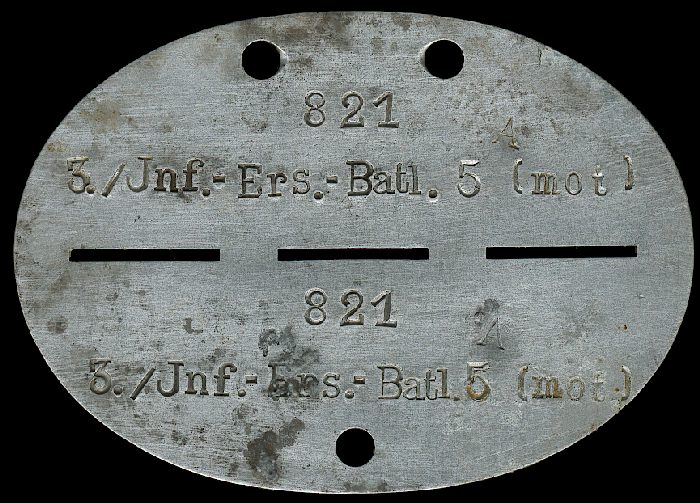 821
A
3./Jnf.-Ers.-Batl. 5 (mot)
821
A
3./Jnf.-Ers.-Batl.5 (mot.)